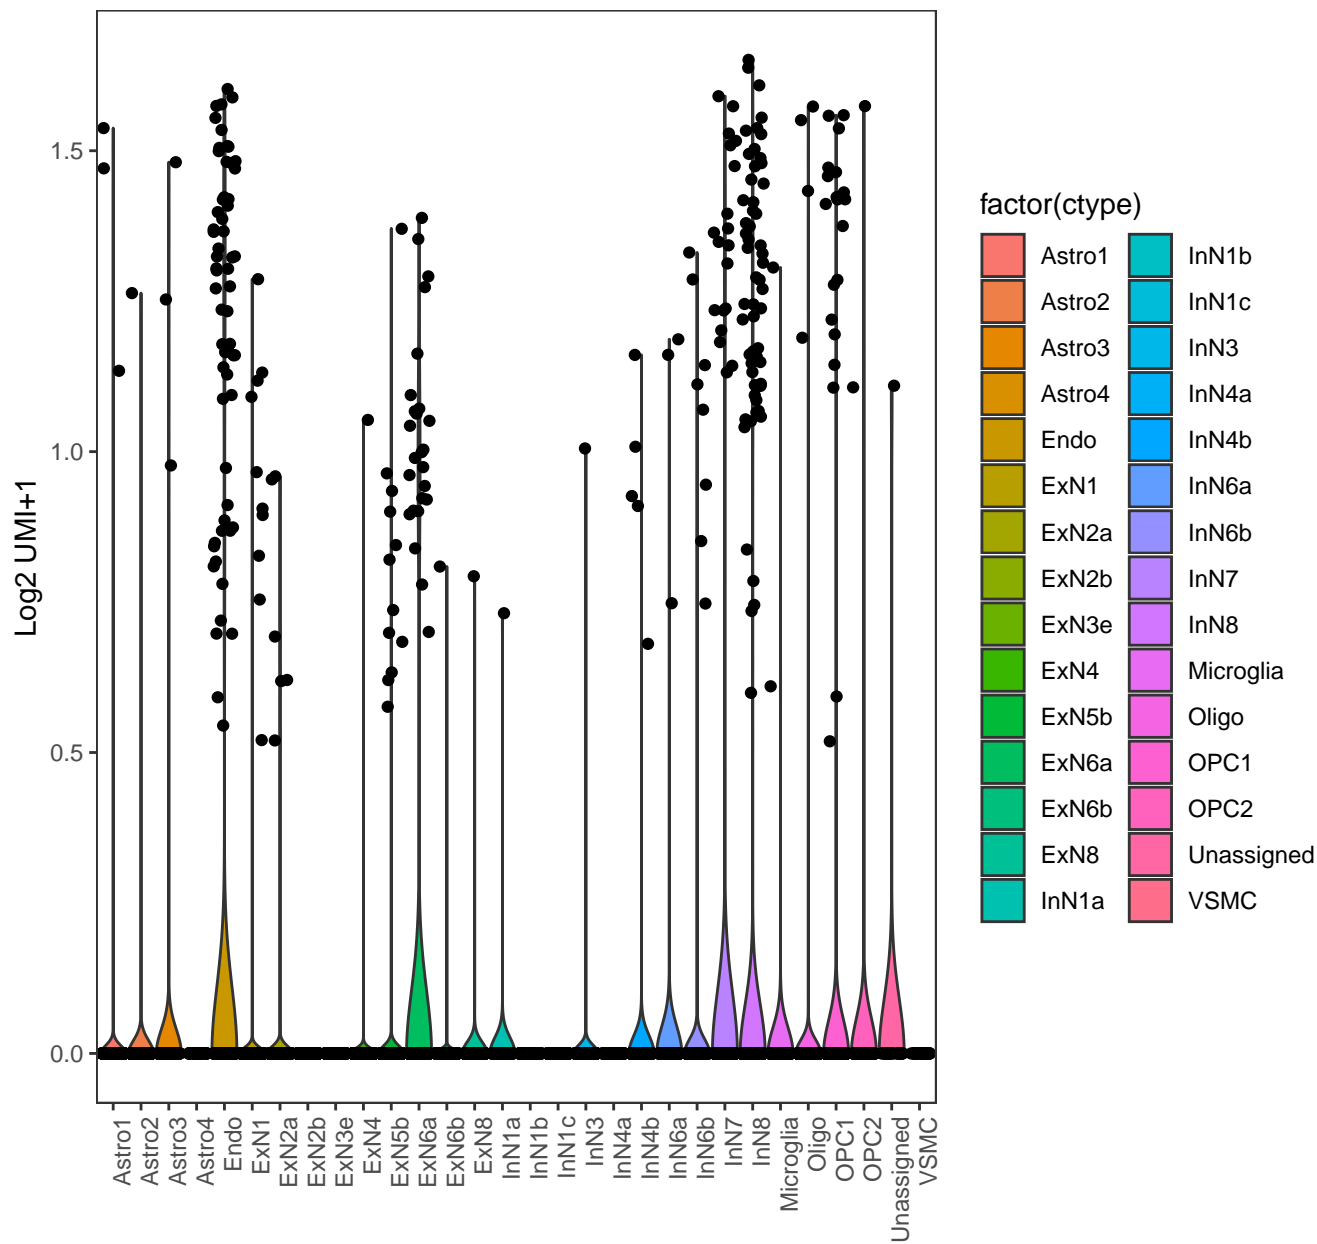 Log2 UMI+1
1.5
1.0
0.5
0.0
Astro1
Astro2
Astro3
Astro4
Endo
ExN1
ExN2a
ExN2b
ExN3e
ExN4
ExN5b
ExN6a
ExN6b
ExN8
InN1a
InN1b
InN1c
InN3
InN4a
InN4b
InN6a
InN6b
InN7
InN8
Microglia
Oligo
OPC1
OPC2
Unassigned
VSMC
factor(ctype)
Astro1 InN1b
Astro2 InN1c
Astro3 InN3
Astro4 InN4a
Endo InN4b
ExN1 InN6a
ExN2a InN6b
ExN2b InN7
ExN3e InN8
ExN4 Microglia
ExN5b Oligo
ExN6a OPC1
ExN6b OPC2
ExN8 Unassigned
InN1a VSMC